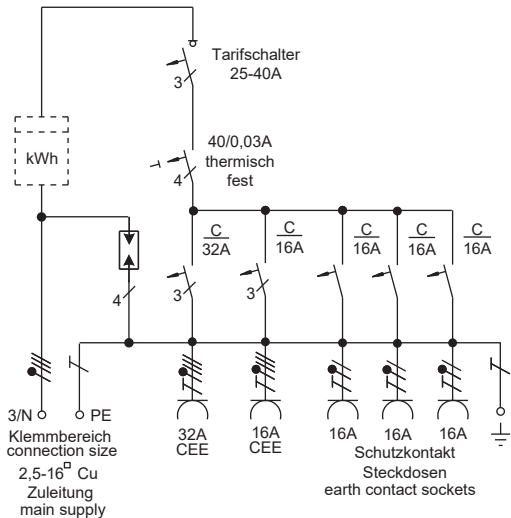 Tarifschalter
25-40A
3
kWh
40/0,03A
thermisch
fest
4
C
32A
C
16A
C
16A
C
16A
C
16A
3
3
4
3/N
PE
Klemmbereich
connection size
2,5-16□ Cu
Zuleitung
main supply
32A
CEE
16A
CEE
16A
16A
16A
Schutzkontakt
Steckdosen
earth contact sockets